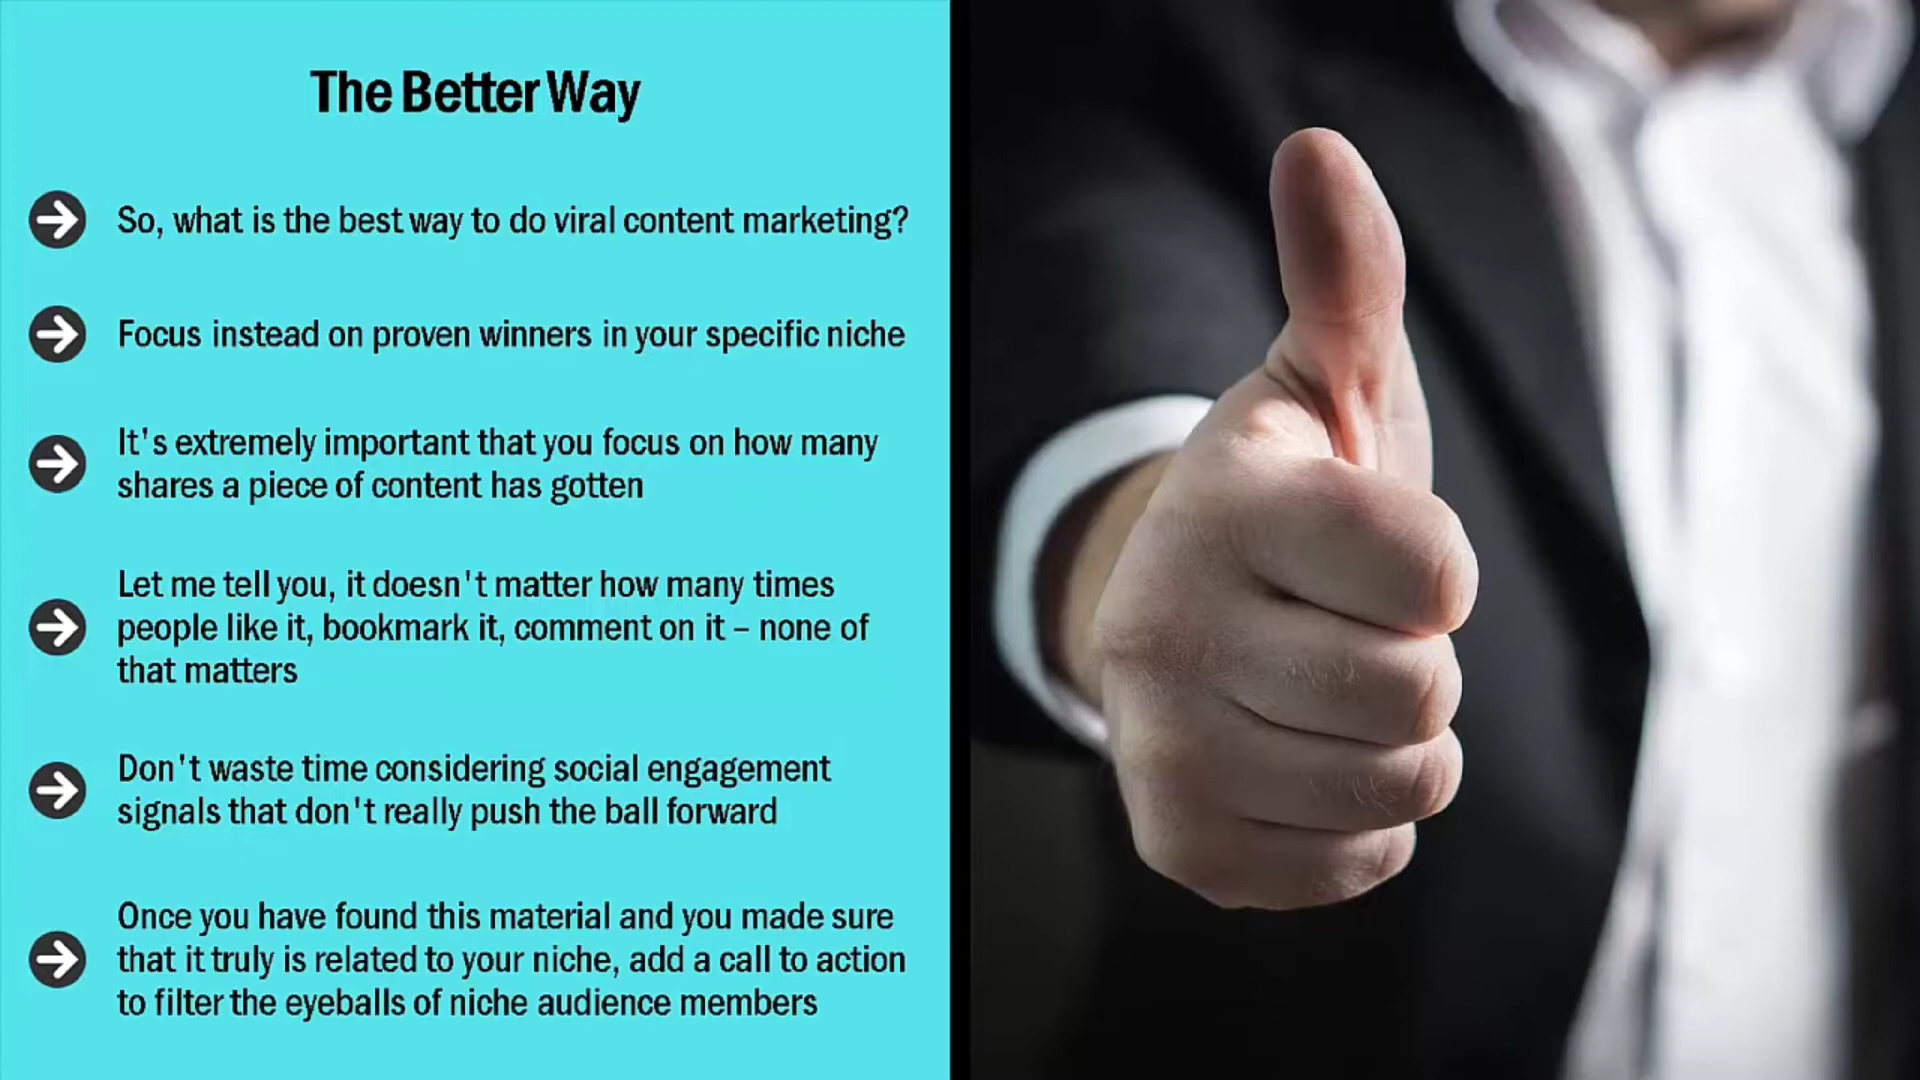 The Better Way
So, what is the best way to do viral content marketing?
Focus instead on proven winners in your specific niche
It's extremely important that you focus on how many
shares a piece of content has gotten
Let me tell you, it doesn't matter how many times
people like it, bookmark it, comment on it – none of
that matters
Don't waste time considering social engagement
signals that don't really push the ball forward
Once you have found this material and you made sure
that it truly is related to your niche, add a call to action
to filter the eyeballs of niche audience members